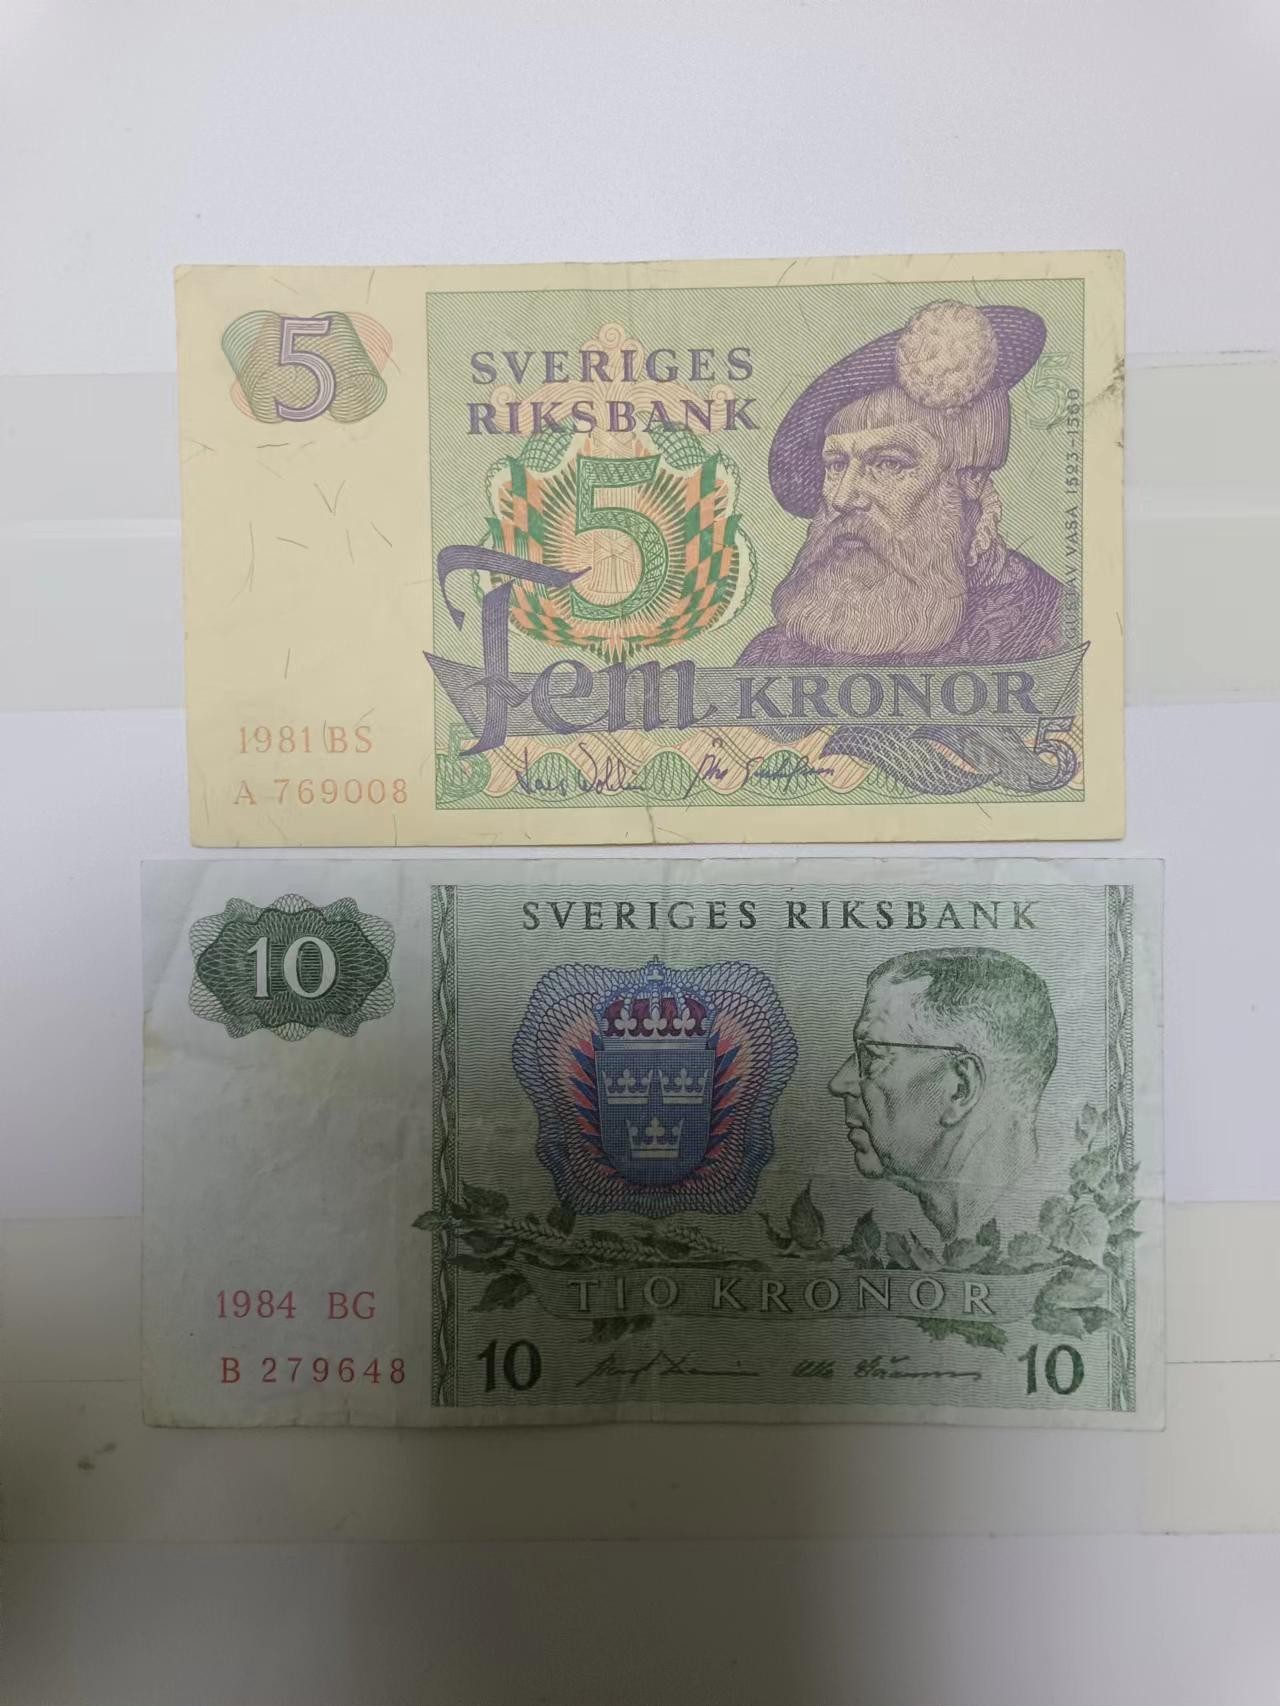 5
SVERIGES
RIKSBANK
5
5
GUSTAV VASA 1523-1560
Fem KRONOR
1981 BS
A 769008
5
5
10
SVERIGES RIKSBANK
TIO KRONOR
1984 BG
B 279648
10
10